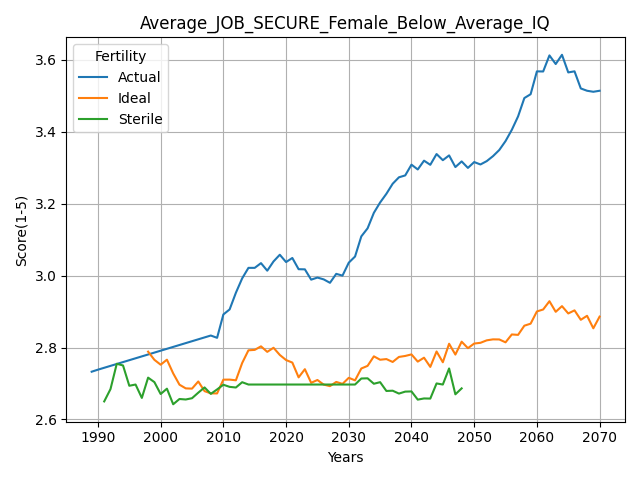 Average_JOB_SECURE_Female_Below_Average_IQ
Fertility
Actual
Ideal
Sterile
Score(1-5)
3.6
3.4
3.2
3.0
2.8
2.6
1990 2000 2010 2020 2030 2040 2050 2060 2070
Years